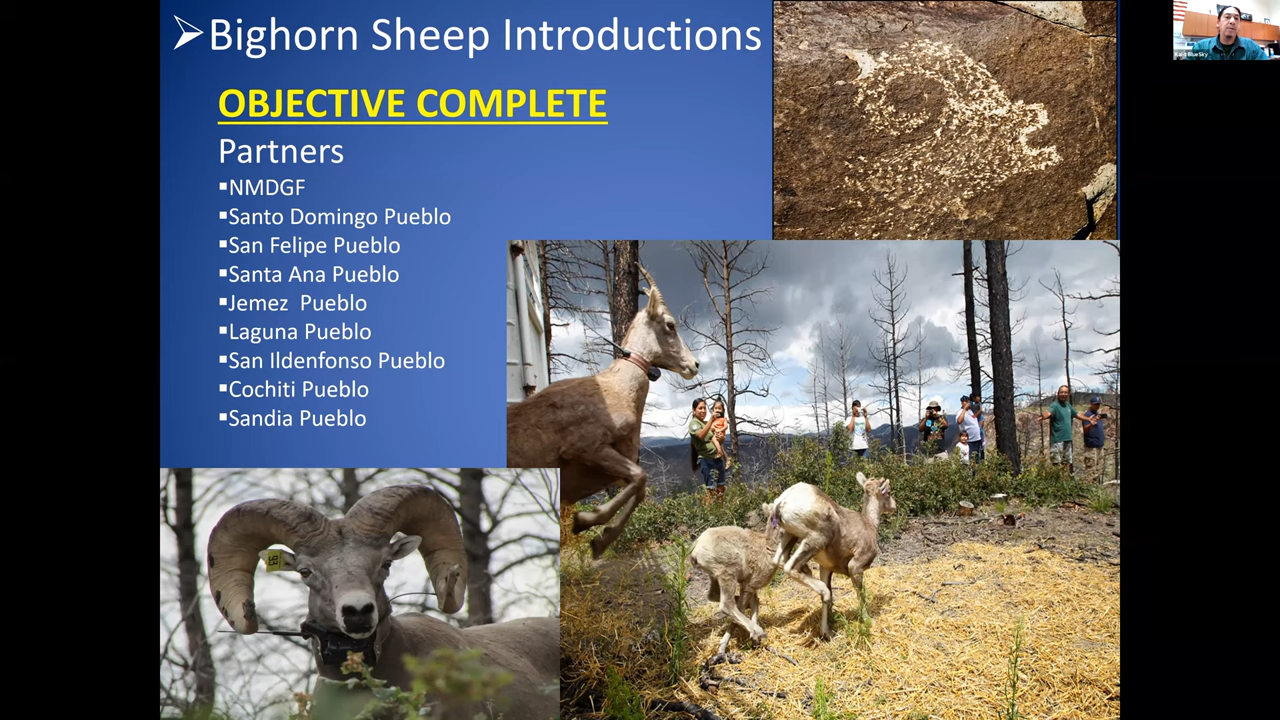 Bighorn Sheep Introductions
OBJECTIVE COMPLETE
Partners
NMDGF
Santo Domingo Pueblo
San Felipe Pueblo
Santa Ana Pueblo
Jemez Pueblo
Laguna Pueblo
San Ildenfonso Pueblo
Cochiti Pueblo
Sandia Pueblo